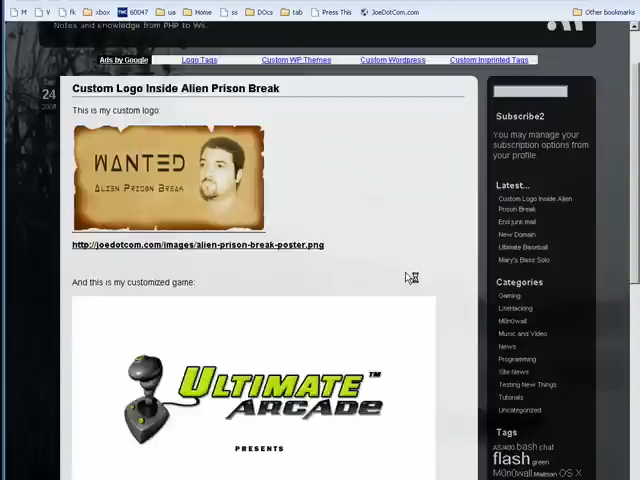 M V fk xbox 60047 ua Home ss DOcs tab Press This JoeDotCom.com Other bookmarks
Notes and Knowledge from PHP to Wii.
Ads by Google Logo Tags Custom WP Themes Custom Wordpress Custom Imprinted Tags
Sep
24
2008
Custom Logo Inside Alien Prison Break
This is my custom logo:
WANTED
ALIEN PRISON BREAK
http://joedotcom.com/images/alien-prison-break-poster.png
And this is my customized game:
ULTIMATE™
ARCADE
PRESENTS
Subscribe2
You may manage your
subscription options from
your profile
Latest...
Custom Logo Inside Alien
Prison Break
End junk mail
New Domain
Ultimate Baseball
Mary's Bass Solo
Categories
Gaming
LifeHacking
M0n0wall
Music and Video
News
Programming
Site News
Testing New Things
Tutorials
Uncategorized
Tags
AS/400 bash chat
flash green
M0n0wall Mailman OS X